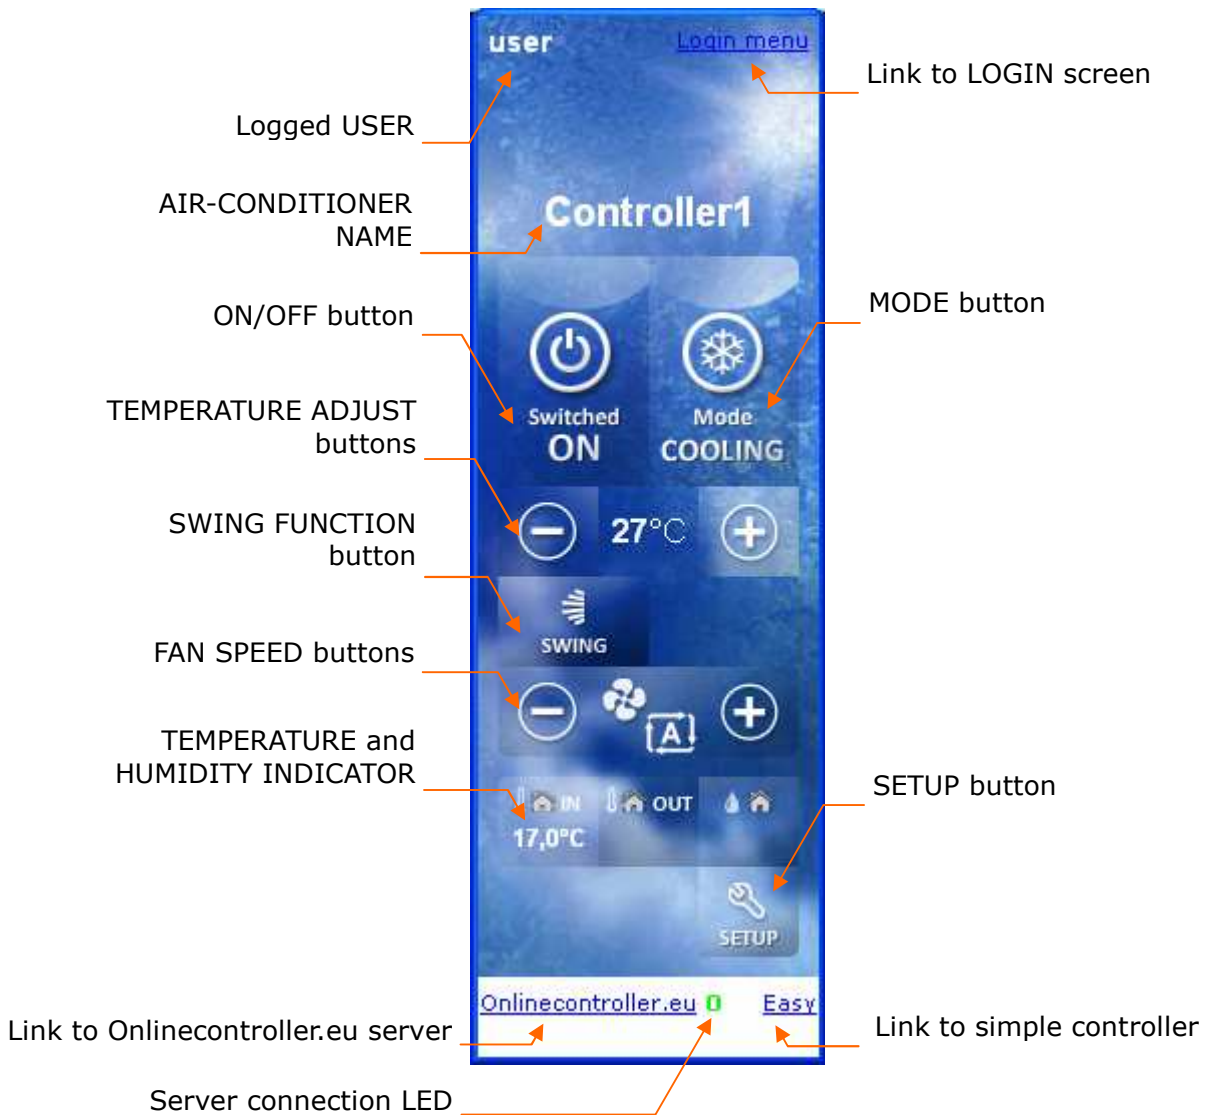 user
Login menu
Link to LOGIN screen
Logged USER
AIR-CONDITIONER
NAME
Controller1
ON/OFF button
MODE button
Switched
ON
Mode
COOLING
TEMPERATURE ADJUST
buttons
27°C
SWING FUNCTION
button
SWING
FAN SPEED buttons
A
TEMPERATURE and
HUMIDITY INDICATOR
IN
OUT
17,0°C
SETUP button
SETUP
Onlinecontroller.eu 0 Easy
Link to Onlinecontroller.eu server
Link to simple controller
Server connection LED